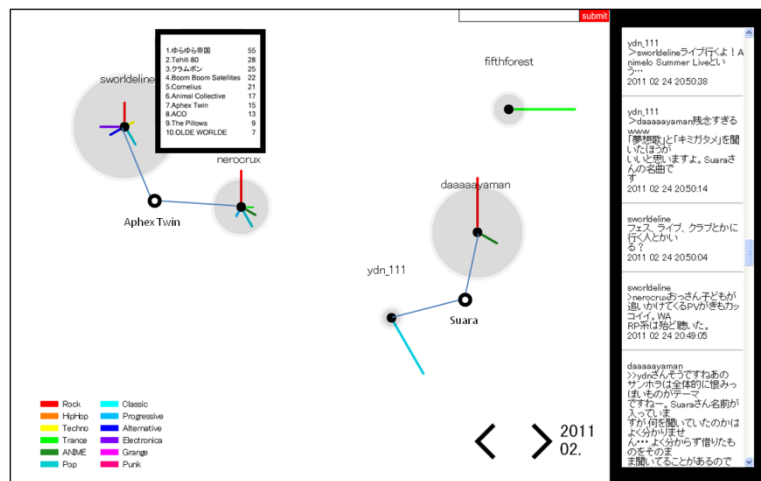 submit
1.ゆらゆら帝国 55
2.Tahiti 80 28
3.クラムボン 25
4.Boom Boom Satellites 22
5.Cornelius 21
6.Animal Collective 17
7.Aphex Twin 15
8.ACO 13
9.The Pillows 9
10.OLDE WORLDE 7
sworldeline
nerocrux
Aphex Twin
fifthforest
daaaaayaman
ydn_111
Suara
Rock
HipHop
Techno
Trance
ANIME
Pop
Classic
Progressive
Alternative
Electronica
Grange
Punk
2011
02.
ydn_111
>sworldelineライブ行くよ！A
nimelo Summer Liveとい
う…
2011 02 24 20:50:38
ydn_111
>daaaaayaman残念すぎる
www
「夢想歌」と「キミガタメ」を聞
いたほうが
いいと思いますよ。Suaraさ
んの名曲で
す
2011 02 24 20:50:14
sworldeline
フェス、ライブ、クラブとかに
行く人とかい
る？
2011 02 24 20:50:04
sworldeline
>nerocruxおっさん子どもが
追いかけてくるPVがきもカッ
コイイ。WA
RP系は殆ど聴いた。
2011 02 24 20:49:05
daaaaayaman
>>ydnさんそうですねあの
サンホラは全体的に恨みっ
ぽいものがテーマ
ですねー。Suaraさん名前が
入っていま
すが何を聞いていたのかは
よく分かりませ
ん・・・よく分からず借りたも
のをそのま
ま聞いてることがあるので